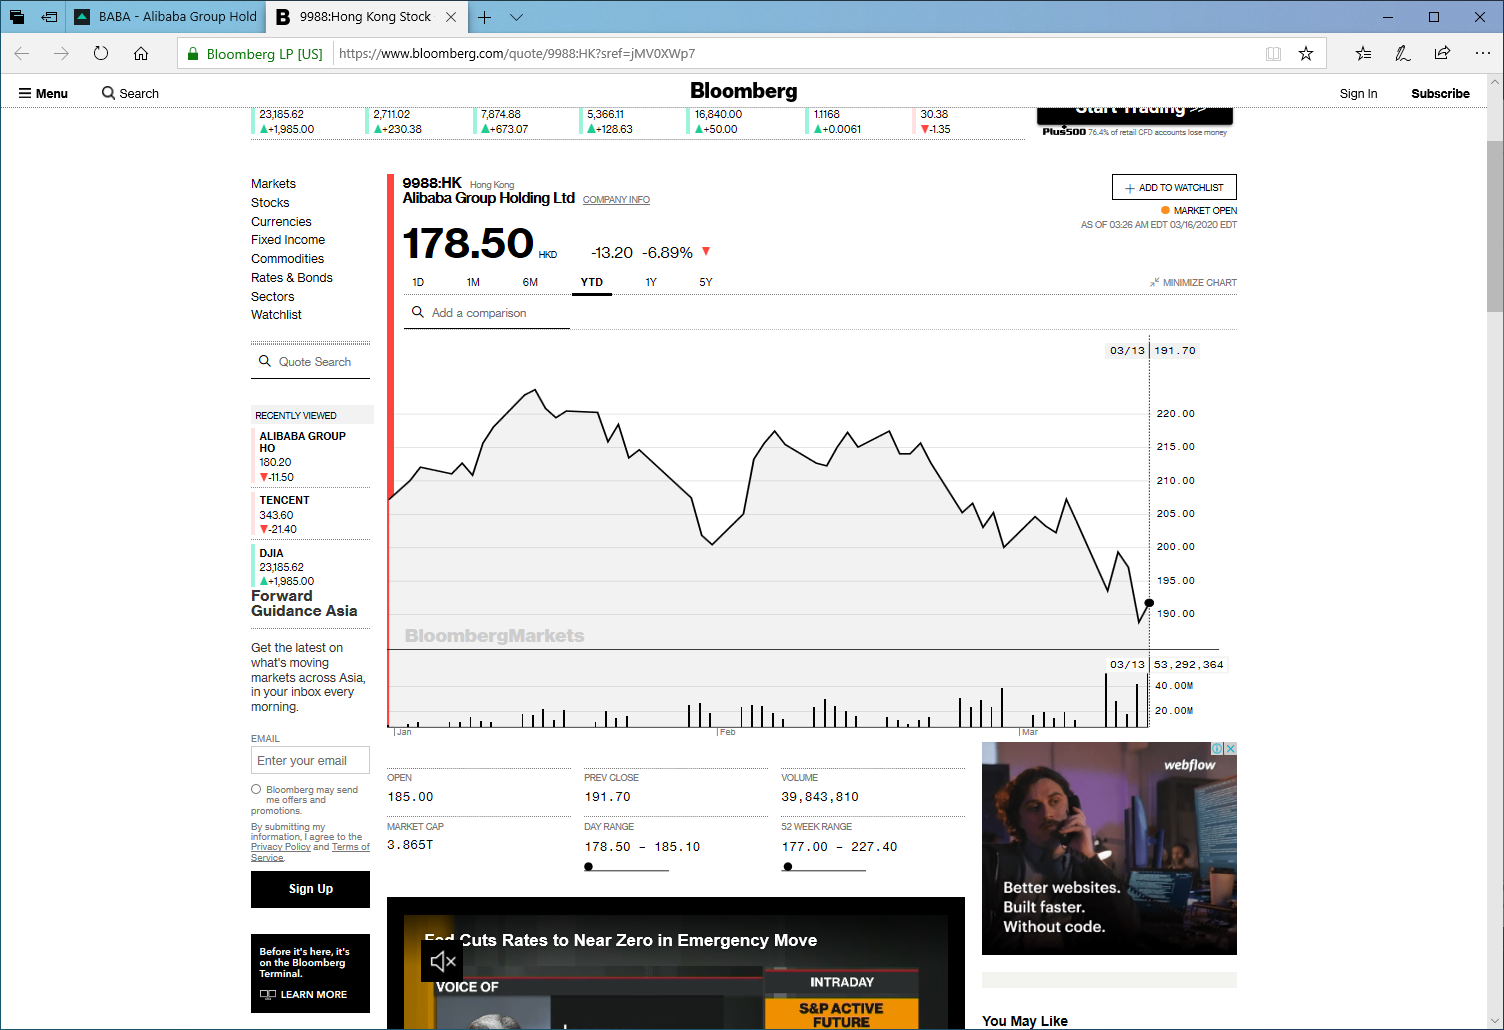 BABA - Alibaba Group Hold
9988:Hong Kong Stock
Bloomberg LP [US]
https://www.bloomberg.com/quote/9988:HK?sref=jMV0XWp7
Menu
Search
Bloomberg
Sign In
Subscribe
23,185.62
+1,985.00
2,711.02
+230.38
7,874.88
+673.07
5,366.11
+128.63
16,840.00
+50.00
1.1168
+0.0061
30.38
-1.35
Start Trading >>
Plus500 76.4% of retail CFD accounts lose money
Markets
Stocks
Currencies
Fixed Income
Commodities
Rates & Bonds
Sectors
Watchlist
Quote Search
RECENTLY VIEWED
ALIBABA GROUP
HO
180.20
-11.50
TENCENT
343.60
-21.40
DJIA
23,185.62
+1,985.00
Forward
Guidance Asia
Get the latest on
what's moving
markets across Asia,
in your inbox every
morning.
EMAIL
Enter your email
Bloomberg may send
me offers and
promotions.
By submitting my
information, I agree to the
Privacy Policy and Terms of
Service.
Sign Up
Before it's here, it's
on the Bloomberg
Terminal.
LEARN MORE
9988:HK Hong Kong
Alibaba Group Holding Ltd COMPANY INFO
+ ADD TO WATCHLIST
MARKET OPEN
AS OF 03:26 AM EDT 03/16/2020 EDT
178.50 HKD -13.20 -6.89%
1D 1M 6M YTD 1Y 5Y
MINIMIZE CHART
Add a comparison
03/13 191.70
220.00
215.00
210.00
205.00
200.00
195.00
190.00
BloombergMarkets
03/13 53,292,364
40.00M
20.00M
Jan Feb Mar
OPEN
185.00
PREV CLOSE
191.70
VOLUME
39,843,810
MARKET CAP
3.865T
DAY RANGE
178.50 - 185.10
52 WEEK RANGE
177.00 - 227.40
Fed Cuts Rates to Near Zero in Emergency Move
VOICE OF
INTRADAY
S&P ACTIVE
FUTURE
webflow
Better websites.
Built faster.
Without code.
You May Like